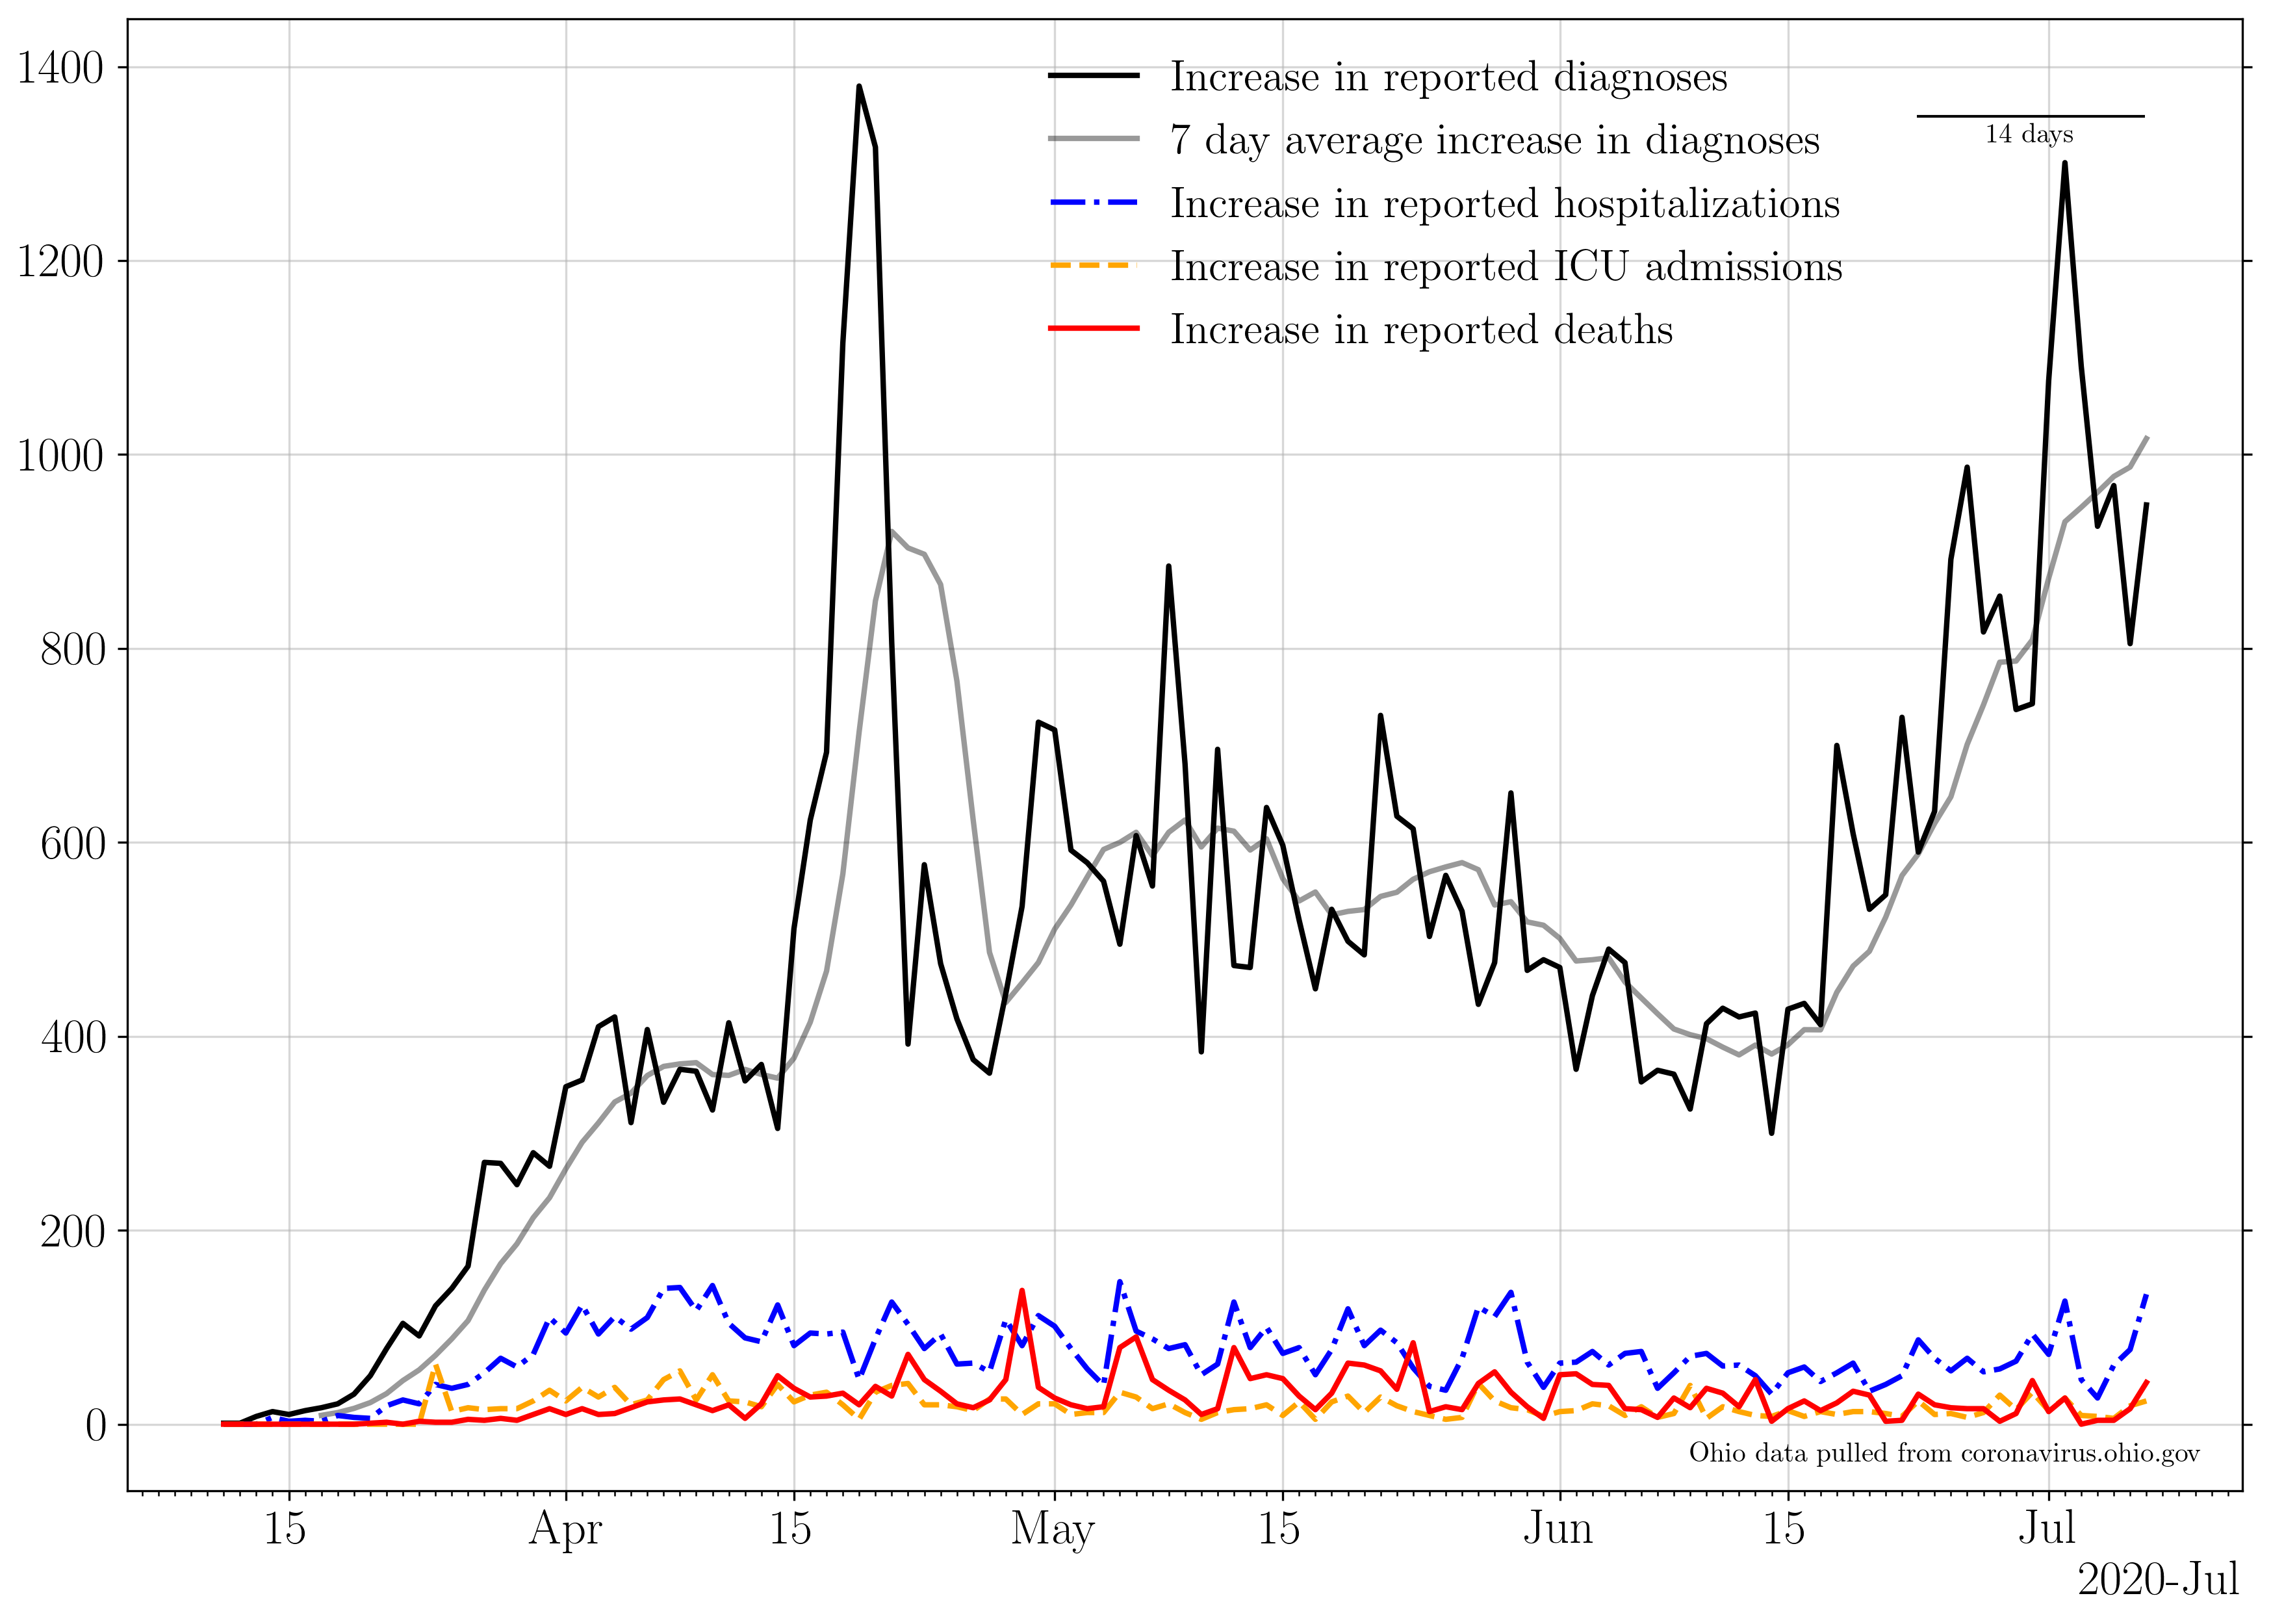 1400
1200
1000
800
600
400
200
0
Increase in reported diagnoses
7 day average increase in diagnoses
Increase in reported hospitalizations
Increase in reported ICU admissions
Increase in reported deaths
14 days
Ohio data pulled from coronavirus.ohio.gov
15 Apr 15 May 15 Jun 15 Jul
2020-Jul